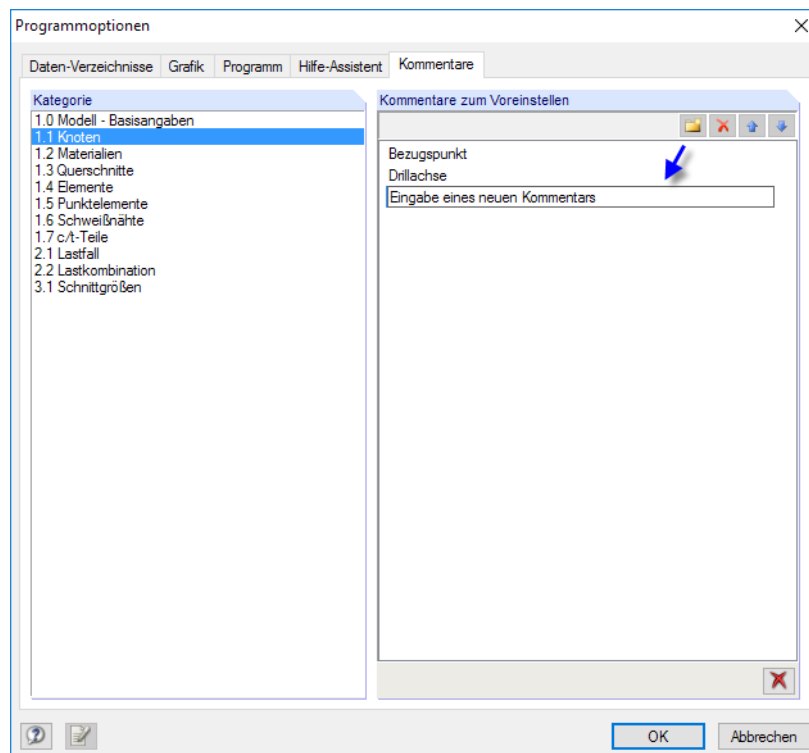 Programmoptionen
Daten-Verzeichnisse Grafik Programm Hilfe-Assistent Kommentare
Kategorie
1.0 Modell - Basisangaben
1.1 Knoten
1.2 Materialien
1.3 Querschnitte
1.4 Elemente
1.5 Punktelemente
1.6 Schweißnähte
1.7 c/t-Teile
2.1 Lastfall
2.2 Lastkombination
3.1 Schnittgrößen
Kommentare zum Voreinstellen
Bezugspunkt
Drillachse
Eingabe eines neuen Kommentars
OK Abbrechen